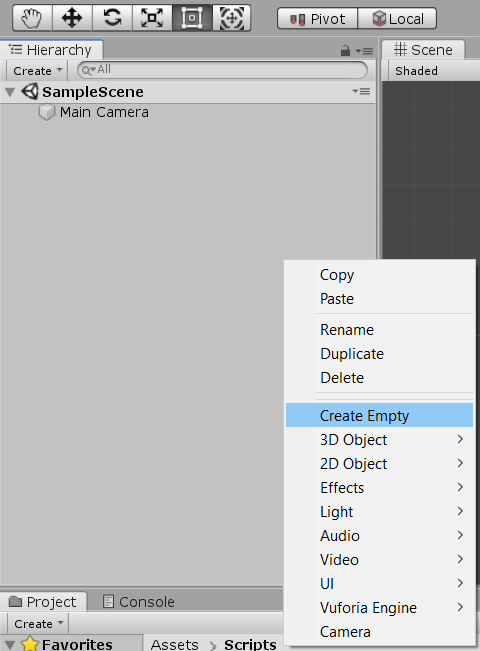 Pivot Local
Hierarchy
Scene
Create
All
Shaded
SampleScene
Main Camera
Copy
Paste
Rename
Duplicate
Delete
Create Empty
3D Object
2D Object
Effects
Light
Audio
Video
UI
Vuforia Engine
Camera
Project
Console
Create
Favorites
Assets Scripts